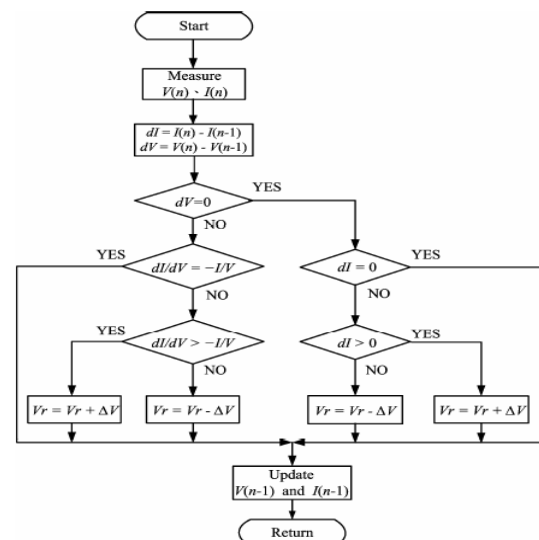 Start
Measure
V(n)、I(n)
dI = I(n) - I(n-1)
dV = V(n) - V(n-1)
YES
dV=0
NO
YES
dI/dV = −I/V
dI = 0
YES
NO
NO
YES
dI/dV > −I/V
dI > 0
YES
NO
NO
Vr = Vr + ΔV
Vr = Vr - ΔV
Vr = Vr - ΔV
Vr = Vr + ΔV
Update
V(n-1) and I(n-1)
Return